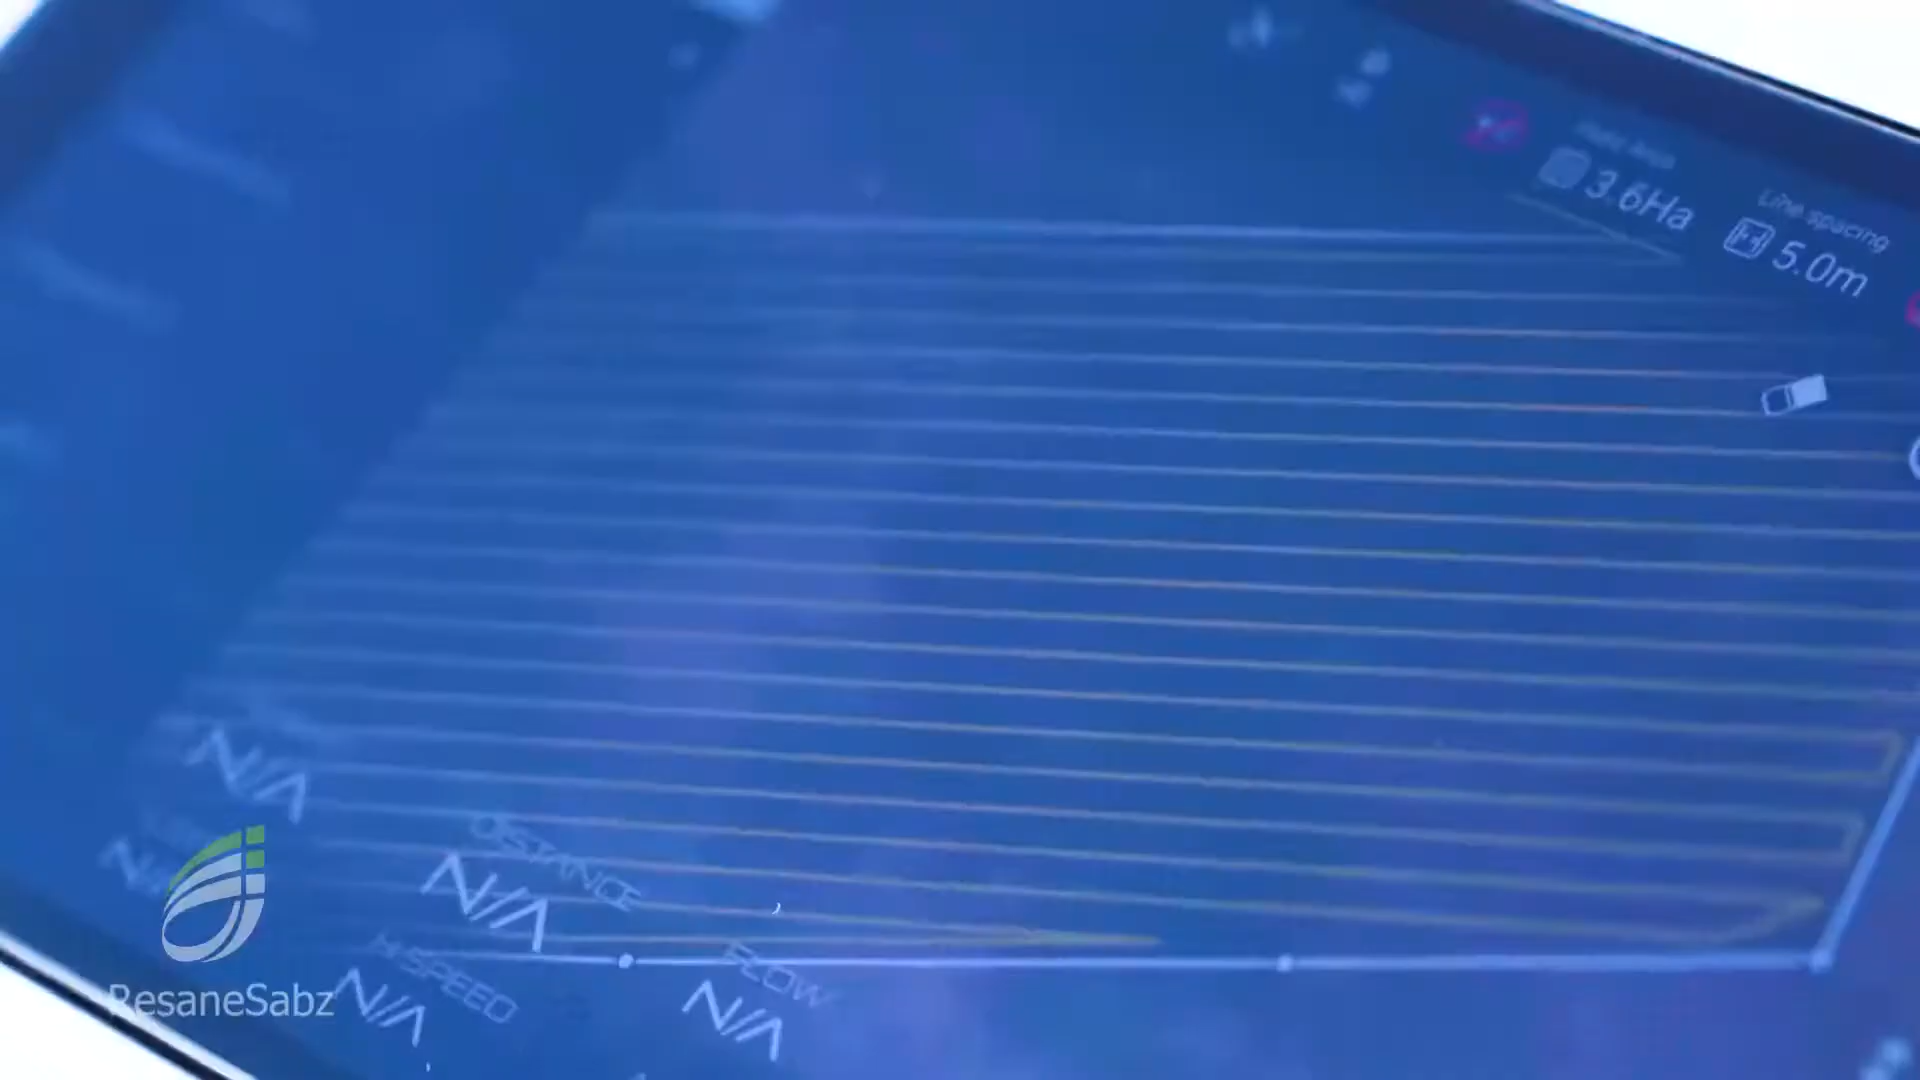 3.6Ha
Line spacing
5.0m
N/A
DISTANCE
N/A
H-SPEED
N/A
FLOW
N/A
ResaneSabz